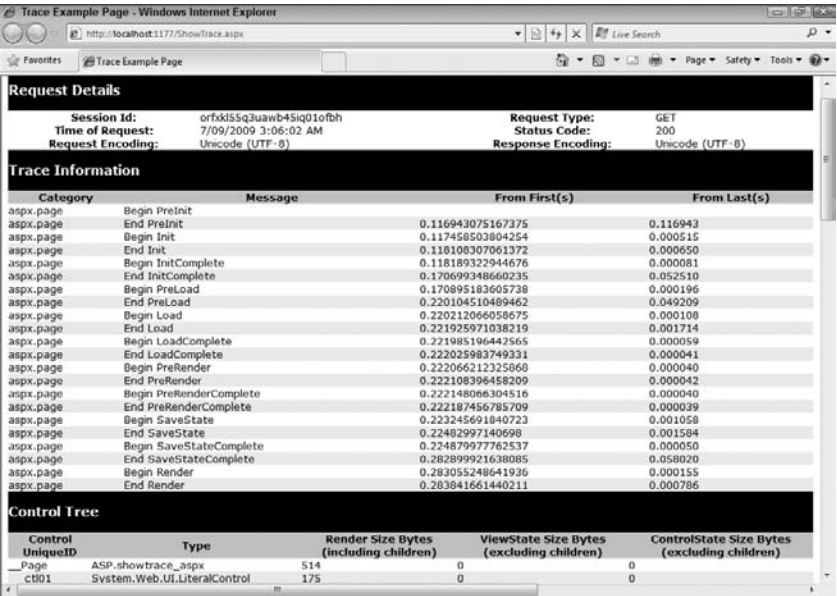 Trace Example Page - Windows Internet Explorer
http://localhost:1177/ShowTrace.aspx
Live Search
Favorites
Trace Example Page
Page
Safety
Tools
Request Details
Session Id: orfxkl55q3uawb45iq01ofbh Request Type: GET
Time of Request: 7/09/2009 3:06:02 AM Status Code: 200
Request Encoding: Unicode (UTF-8) Response Encoding: Unicode (UTF-8)
Trace Information
Category Message From First(s) From Last(s)
aspx.page Begin PreInit
aspx.page End PreInit 0.116943075167375 0.116943
aspx.page Begin Init 0.117458503804254 0.000515
aspx.page End Init 0.118108307061372 0.000650
aspx.page Begin InitComplete 0.118189322944676 0.000081
aspx.page End InitComplete 0.170699348660235 0.052510
aspx.page Begin PreLoad 0.170895183605738 0.000196
aspx.page End PreLoad 0.220104510489462 0.049209
aspx.page Begin Load 0.220212066058675 0.000108
aspx.page End Load 0.221925971038219 0.001714
aspx.page Begin LoadComplete 0.221985196442565 0.000059
aspx.page End LoadComplete 0.222025983749331 0.000041
aspx.page Begin PreRender 0.222066212325868 0.000040
aspx.page End PreRender 0.222108396458209 0.000042
aspx.page Begin PreRenderComplete 0.222148066304516 0.000040
aspx.page End PreRenderComplete 0.222187456785709 0.000039
aspx.page Begin SaveState 0.223245691840723 0.001058
aspx.page End SaveState 0.22482997140698 0.001584
aspx.page Begin SaveStateComplete 0.224879977762537 0.000050
aspx.page End SaveStateComplete 0.282899921638085 0.058020
aspx.page Begin Render 0.283055248641936 0.000155
aspx.page End Render 0.283841661440211 0.000786
Control Tree
Control UniqueID Type Render Size Bytes (including children) ViewState Size Bytes (excluding children) ControlState Size Bytes (excluding children)
__Page ASP.showtrace_aspx 514 0 0
ctl01 System.Web.UI.LiteralControl 175 0 0